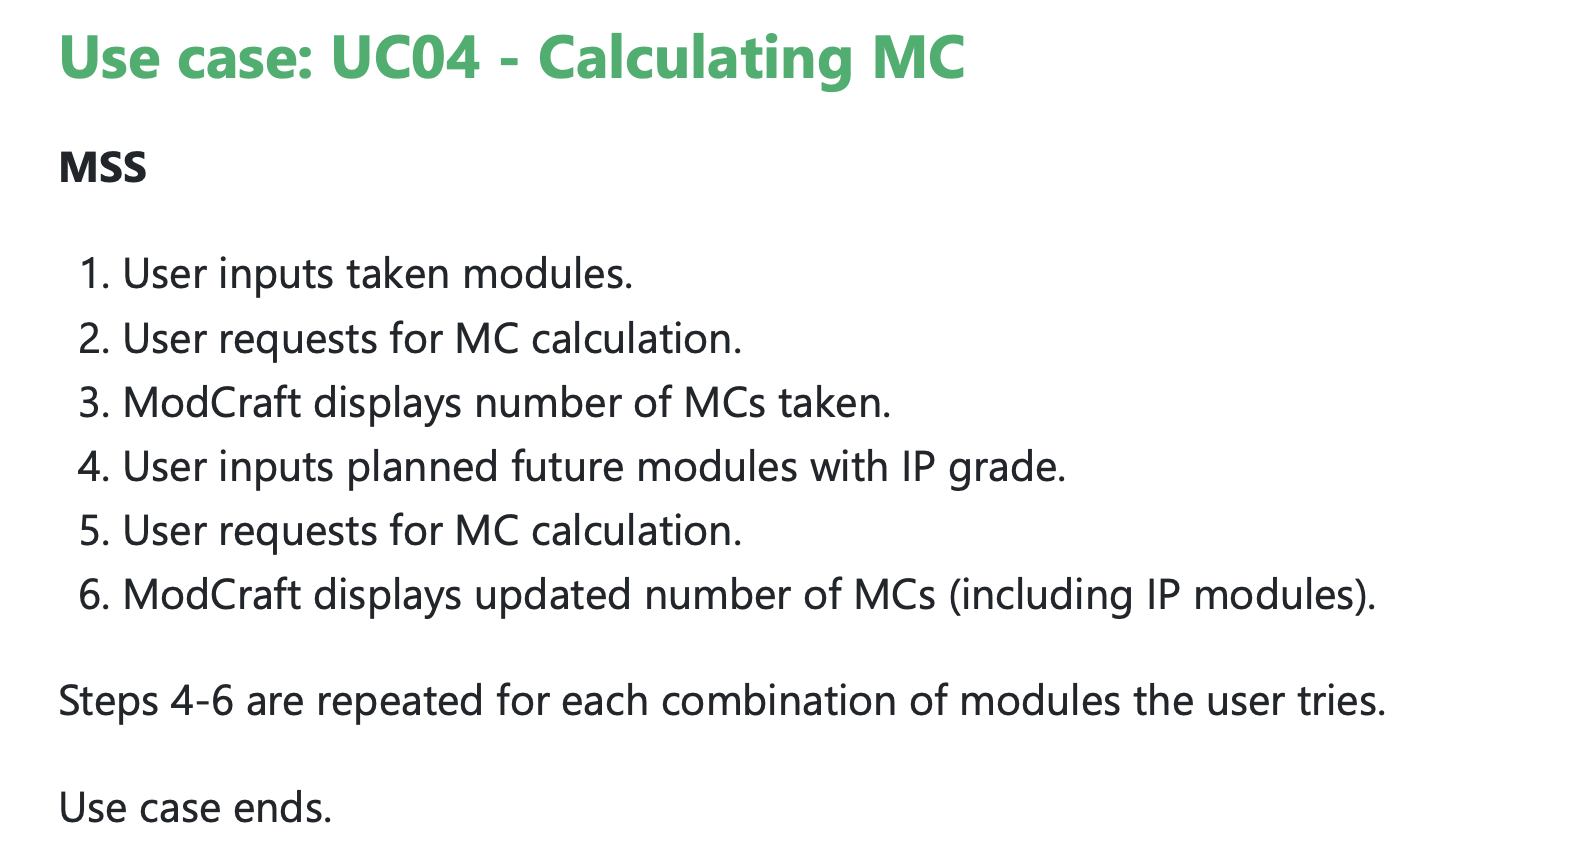 Use case: UC04 - Calculating MC
MSS
1. User inputs taken modules.
2. User requests for MC calculation.
3. ModCraft displays number of MCs taken.
4. User inputs planned future modules with IP grade.
5. User requests for MC calculation.
6. ModCraft displays updated number of MCs (including IP modules).
Steps 4-6 are repeated for each combination of modules the user tries.
Use case ends.